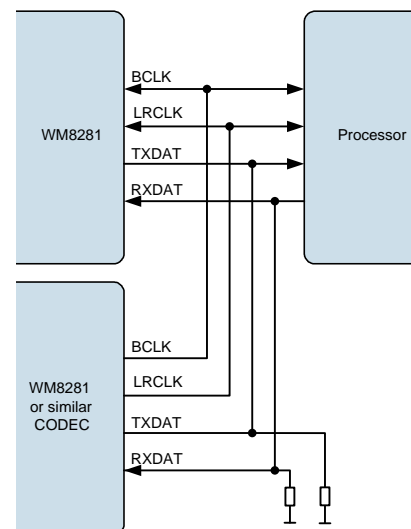 BCLK
LRCLK
WM8281
Processor
TXDAT
RXDAT
BCLK
WM8281
or similar
CODEC
LRCLK
TXDAT
RXDAT